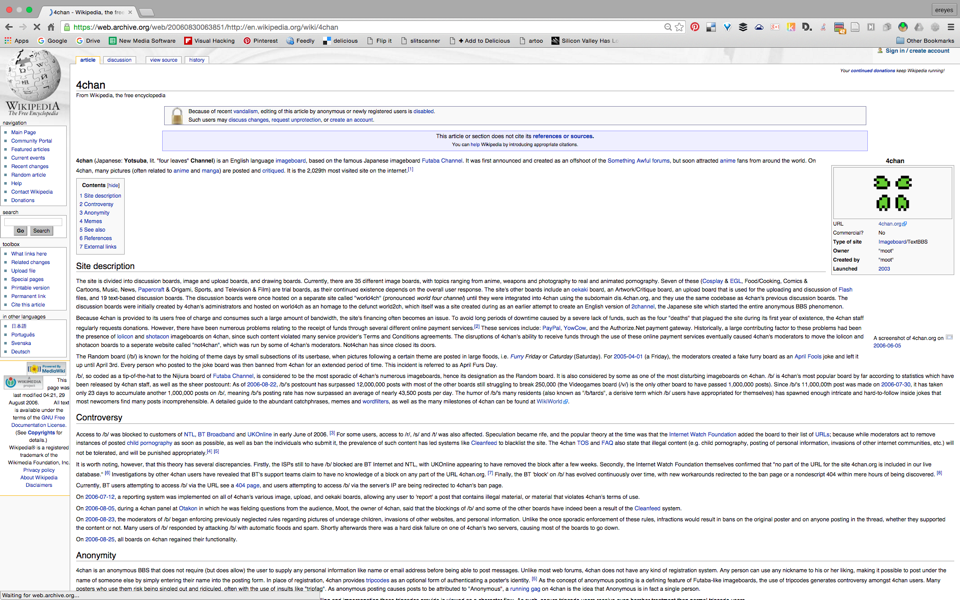 4chan - Wikipedia, the free
ereyes
https://web.archive.org/web/20060830063851/http://en.wikipedia.org/wiki/4chan
Apps
Google
Drive
New Media Software
Visual Hacking
Pinterest
Feedly
delicious
Flip it
slitscanner
+ Add to Delicious
artoo
Silicon Valley Has L
Other Bookmarks
Sign in / create account
article
discussion
view source
history
Your continued donations keep Wikipedia running!
4chan
From Wikipedia, the free encyclopedia
WIKIPEDIA
The Free Encyclopedia
Because of recent vandalism, editing of this article by anonymous or newly registered users is disabled.
Such users may discuss changes, request unprotection, or create an account.
This article or section does not cite its references or sources.
You can help Wikipedia by introducing appropriate citations.
navigation
Main Page
Community Portal
Featured articles
Current events
Recent changes
Random article
Help
Contact Wikipedia
Donations
search
Go
Search
toolbox
What links here
Related changes
Upload file
Special pages
Printable version
Permanent link
Cite this article
in other languages
日本語
Português
Svenska
Deutsch
This page was last modified 04:21, 29 August 2006.
All text is available under the terms of the GNU Free Documentation License. (See Copyrights for details.)
Wikipedia® is a registered trademark of the Wikimedia Foundation, Inc.
Privacy policy
About Wikipedia
Disclaimers
4chan (Japanese: Yotsuba, lit. "four leaves" Channel) is an English language imageboard, based on the famous Japanese imageboard Futaba Channel. It was first announced and created as an offshoot of the Something Awful forums, but soon attracted anime fans from around the world. On
4chan, many pictures (often related to anime and manga) are posted and critiqued. It is the 2,029th most visited site on the internet.[1]
Contents [hide]
1 Site description
2 Controversy
3 Anonymity
4 Memes
5 See also
6 References
7 External links
4chan
URL 4chan.org
Commercial? No
Type of site Imageboard/TextBBS
Owner "moot"
Created by "moot"
Launched 2003
Site description
The site is divided into discussion boards, image and upload boards, and drawing boards. Currently, there are 35 different image boards, with topics ranging from anime, weapons and photography to real and animated pornography. Seven of these (Cosplay & EGL, Food/Cooking, Comics &
Cartoons, Music, News, Papercraft & Origami, Sports, and Television & Film) are trial boards, as their continued existence depends on the overall user response. The site's other boards include an oekaki board, an Artwork/Critique board, an upload board that is used for the uploading and discussion of Flash
files, and 19 text-based discussion boards. The discussion boards were once hosted on a separate site called "world4ch" (pronounced world four channel) until they were integrated into 4chan using the subdomain dis.4chan.org, and they use the same codebase as 4chan's previous discussion boards. The
discussion boards were initially created by 4chan's administrators and hosted on world4ch as an homage to the defunct world2ch, which itself was a site created during as an earlier attempt to create an English version of 2channel, the Japanese site which started the entire anonymous BBS phenomenon.
Because 4chan is provided to its users free of charge and consumes such a large amount of bandwidth, the site's financing often become an issue. To avoid long periods of downtime caused by a severe lack of funds, such as the four "deaths" that plagued the site during its first year of existence, the 4chan staff
regularly requests donations. However, there have been numerous problems relating to the receipt of funds through several different online payment services.[2] These services include: PayPal, YowCow, and the Authorize.Net payment gateway. Historically, a large contributing factor to these problems had been
the presence of lolicon and shotacon imageboards on 4chan, since such content violated many service provider's Terms and Conditions agreements. The disruptions of 4chan's ability to receive funds through the use of these online payment services eventually caused 4chan's moderators to move the lolicon and
shotacon boards to a separate website called "not4chan", which was run by some of 4chan's moderators. Not4chan has since closed its doors.
A screenshot of 4chan.org on
2006-06-05
The Random board (/b/) is known for the holding of theme days by small subsections of its userbase, when pictures following a certain theme are posted in large floods, i.e. Furry Friday or Caturday (Saturday). For 2005-04-01 (a Friday), the moderators created a fake furry board as an April Fools joke and left it
up until April 3rd. Every person who posted to the joke board was then banned from 4chan for an extended period of time. This incident is referred to as April Furs Day.
/b/, so called as a tip-of-the-hat to the Nijiura board of Futaba Channel, is considered to be the most sporadic of 4chan's numerous imageboards, hence its designation as the Random board. It is also considered by some as one of the most disturbing imageboards on 4chan. /b/ is 4chan's most popular board by far according to statistics which have
been released by 4chan staff, as well as the sheer postcount: As of 2006-08-22, /b/'s postcount has surpassed 12,000,000 posts with most of the other boards still struggling to break 250,000 (the Videogames board (/v/) is the only other board to have passed 1,000,000 posts). Since /b/'s 11,000,00th post was made on 2006-07-30, it has taken
only 23 days to accumulate another 1,000,000 posts on /b/, meaning /b/'s posting rate has now surpassed an average of nearly 43,500 posts per day. The humor of /b/'s members (also known as "/b/tards", a derisive term which /b/ users have appropriated for themselves) has spawned enough intricate and hard-to-follow inside jokes that
most newcomers find many posts incomprehensible. A detailed guide to the abundant catchphrases, memes and wordfilters, as well as the many milestones of 4chan can be found at WikiWorld.
Controversy
Access to /b/ was blocked to customers of NTL, BT Broadband and UKOnline in early June of 2006. [3] For some users, access to /r/, /s/ and /t/ was also affected. Speculation became rife, and the popular theory at the time was that the Internet Watch Foundation added the board to their list of URLs; because while moderators act to remove
instances of posted child pornography as soon as possible, as well as ban the individuals who submitted it, the prevalence of such content has led systems like Cleanfeed to blacklist the site. The 4chan TOS and FAQ also state that illegal content (e.g. child pornography, posting of personal information, invasions of other internet communities, etc.) will
not be tolerated, and will be punished appropriately.[4] [5]
It is worth noting, however, that this theory has several discrepancies. Firstly, the ISPs still to have /b/ blocked are BT Internet and NTL, with UKOnline appearing to have removed the block after a few weeks. Secondly, the Internet Watch Foundation themselves confirmed that "no part of the URL for the site 4chan.org is included in our live
database." [6] Investigations by other 4chan users have revealed that BT's support teams claim to have no knowledge of a block on any part of the URL 4chan.org.[7] Finally, the BT 'block' on /b/ has evolved continuously over time, with new workarounds redirected to the ban page or a nondescript 404 within mere hours of being discovered. [8]
Currently, BT users attempting to access /b/ via the URL see a 404 page, and users attempting to access /b/ via the server's IP are being redirected to 4chan's ban page.
On 2006-07-12, a reporting system was implemented on all of 4chan's various image, upload, and oekaki boards, allowing any user to 'report' a post that contains illegal material, or material that violates 4chan's terms of use.
On 2006-08-05, during a 4chan panel at Otakon in which he was fielding questions from the audience, Moot, the owner of 4chan, said that the blockings of /b/ and some of the other boards have indeed been a result of the Cleanfeed system.
On 2006-08-23, the moderators of /b/ began enforcing previously neglected rules regarding pictures of underage children, invasions of other websites, and personal information. Unlike the once sporadic enforcement of these rules, infractions would result in bans on the original poster and on anyone posting in the thread, whether they supported
the content or not. Many users of /b/ responded by attacking /b/ with automatic floods and spam. Shortly afterwards there was a hard disk failure on one of 4chan's two servers, causing most of the boards to go down.
On 2006-08-25, all boards on 4chan regained their functionality.
Anonymity
4chan is an anonymous BBS that does not require (but does allow) the user to supply any personal information like name or email address before being able to post messages. Unlike most web forums, 4chan does not have any kind of registration system. Any person can use any nickname to his or her liking, making it possible to post under the
name of someone else by simply entering their name into the posting form. In place of registration, 4chan provides tripcodes as an optional form of authenticating a poster's identity. [9] As the concept of anonymous posting is a defining feature of Futaba-like imageboards, the use of tripcodes generates controversy amongst 4chan users. Many
posters who use them risk being singled out and ridiculed, often with the use of insults like "tripfag". As anonymous posting causes posts to be attributed to "Anonymous", a running gag on 4chan is the idea that Anonymous is in fact a single person.
Waiting for web.archive.org...